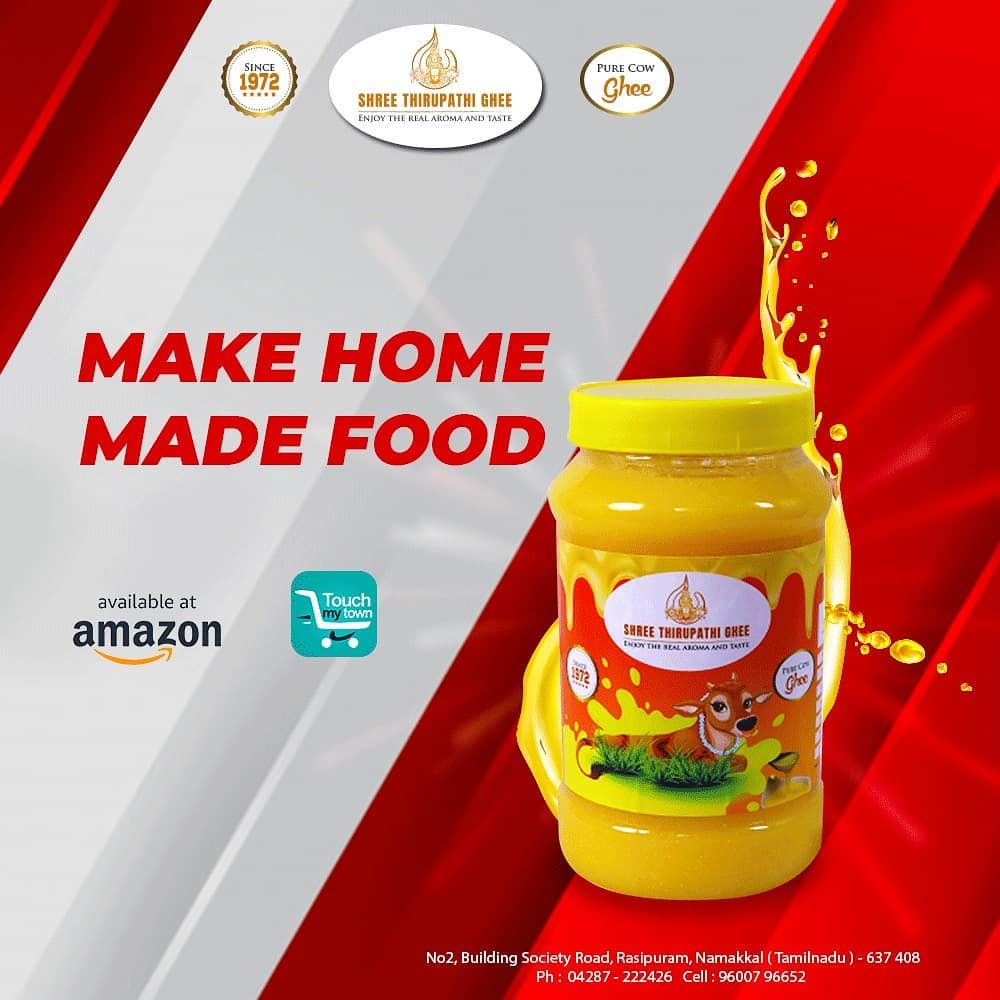 SINCE
1972
SHREE THIRUPATHI GHEE
ENJOY THE REAL AROMA AND TASTE
PURE COW
Ghee
MAKE HOME
MADE FOOD
available at
amazon
Touch
my town
SHREE THIRUPATHI GHEE
ENJOY THE REAL AROMA AND TASTE
SINCE
1972
PURE COW
Ghee
No2, Building Society Road, Rasipuram, Namakkal ( Tamilnadu ) - 637 408
Ph : 04287 - 222426 Cell : 96007 96652